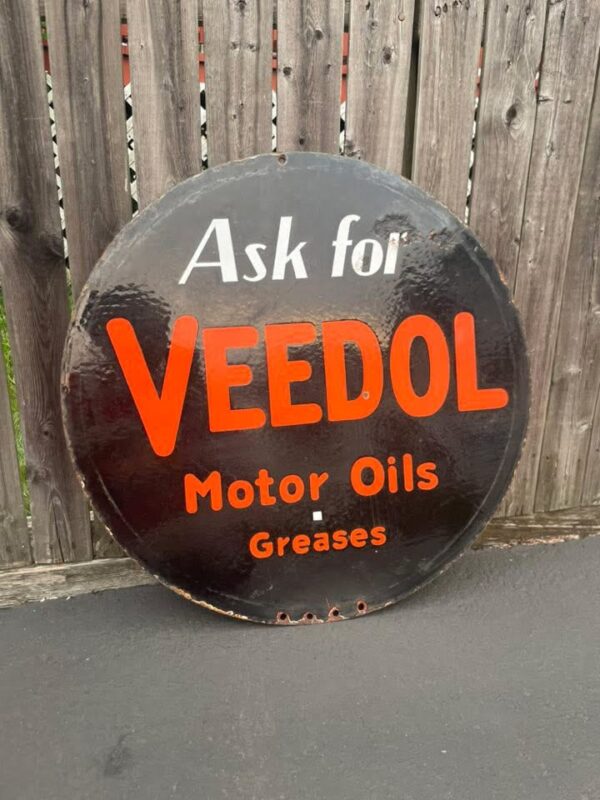 Ask for
VEEDOL
Motor Oils
Greases